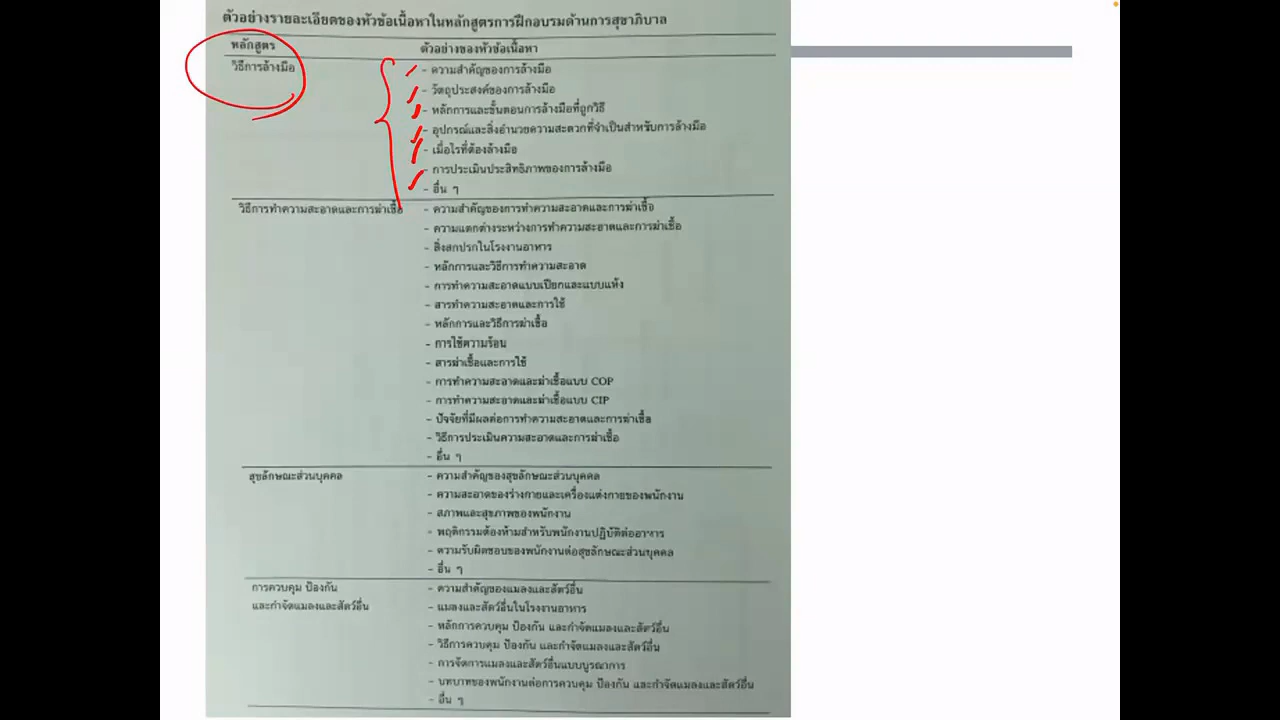 ตัวอย่างรายละเอียดของหัวข้อเนื้อหาในหลักสูตรการฝึกอบรมด้านการสุขาภิบาล
หลักสูตร ตัวอย่างของหัวข้อเนื้อหา
วิธีการล้างมือ - ความสำคัญของการล้างมือ
- วัตถุประสงค์ของการล้างมือ
- หลักการและขั้นตอนการล้างมือที่ถูกวิธี
- อุปกรณ์และสิ่งอำนวยความสะดวกที่จำเป็นสำหรับการล้างมือ
- เมื่อไรที่ต้องล้างมือ
- การประเมินประสิทธิภาพของการล้างมือ
- อื่น ๆ
วิธีการทำความสะอาดและการฆ่าเชื้อ - ความสำคัญของการทำความสะอาดและการฆ่าเชื้อ
- ความแตกต่างระหว่างการทำความสะอาดและการฆ่าเชื้อ
- สิ่งสกปรกในโรงงานอาหาร
- หลักการและวิธีการทำความสะอาด
- การทำความสะอาดแบบเปียกและแบบแห้ง
- สารทำความสะอาดและการใช้
- หลักการและวิธีการฆ่าเชื้อ
- การใช้ความร้อน
- สารฆ่าเชื้อและการใช้
- การทำความสะอาดและฆ่าเชื้อแบบ COP
- การทำความสะอาดและฆ่าเชื้อแบบ CIP
- ปัจจัยที่มีผลต่อการทำความสะอาดและการฆ่าเชื้อ
- วิธีการประเมินความสะอาดและการฆ่าเชื้อ
- อื่น ๆ
สุขลักษณะส่วนบุคคล - ความสำคัญของสุขลักษณะส่วนบุคคล
- ความสะอาดของร่างกายและเครื่องแต่งกายของพนักงาน
- สภาพและสุขภาพของพนักงาน
- พฤติกรรมต้องห้ามสำหรับพนักงานปฏิบัติต่ออาหาร
- ความรับผิดชอบของพนักงานต่อสุขลักษณะส่วนบุคคล
- อื่น ๆ
การควบคุม ป้องกัน - ความสำคัญของแมลงและสัตว์อื่น
และกำจัดแมลงและสัตว์อื่น - แมลงและสัตว์อื่นในโรงงานอาหาร
- หลักการควบคุม ป้องกัน และกำจัดแมลงและสัตว์อื่น
- วิธีการควบคุม ป้องกัน และกำจัดแมลงและสัตว์อื่น
- การจัดการแมลงและสัตว์อื่นแบบบูรณาการ
- บทบาทของพนักงานต่อการควบคุม ป้องกัน และกำจัดแมลงและสัตว์อื่น
- อื่น ๆ